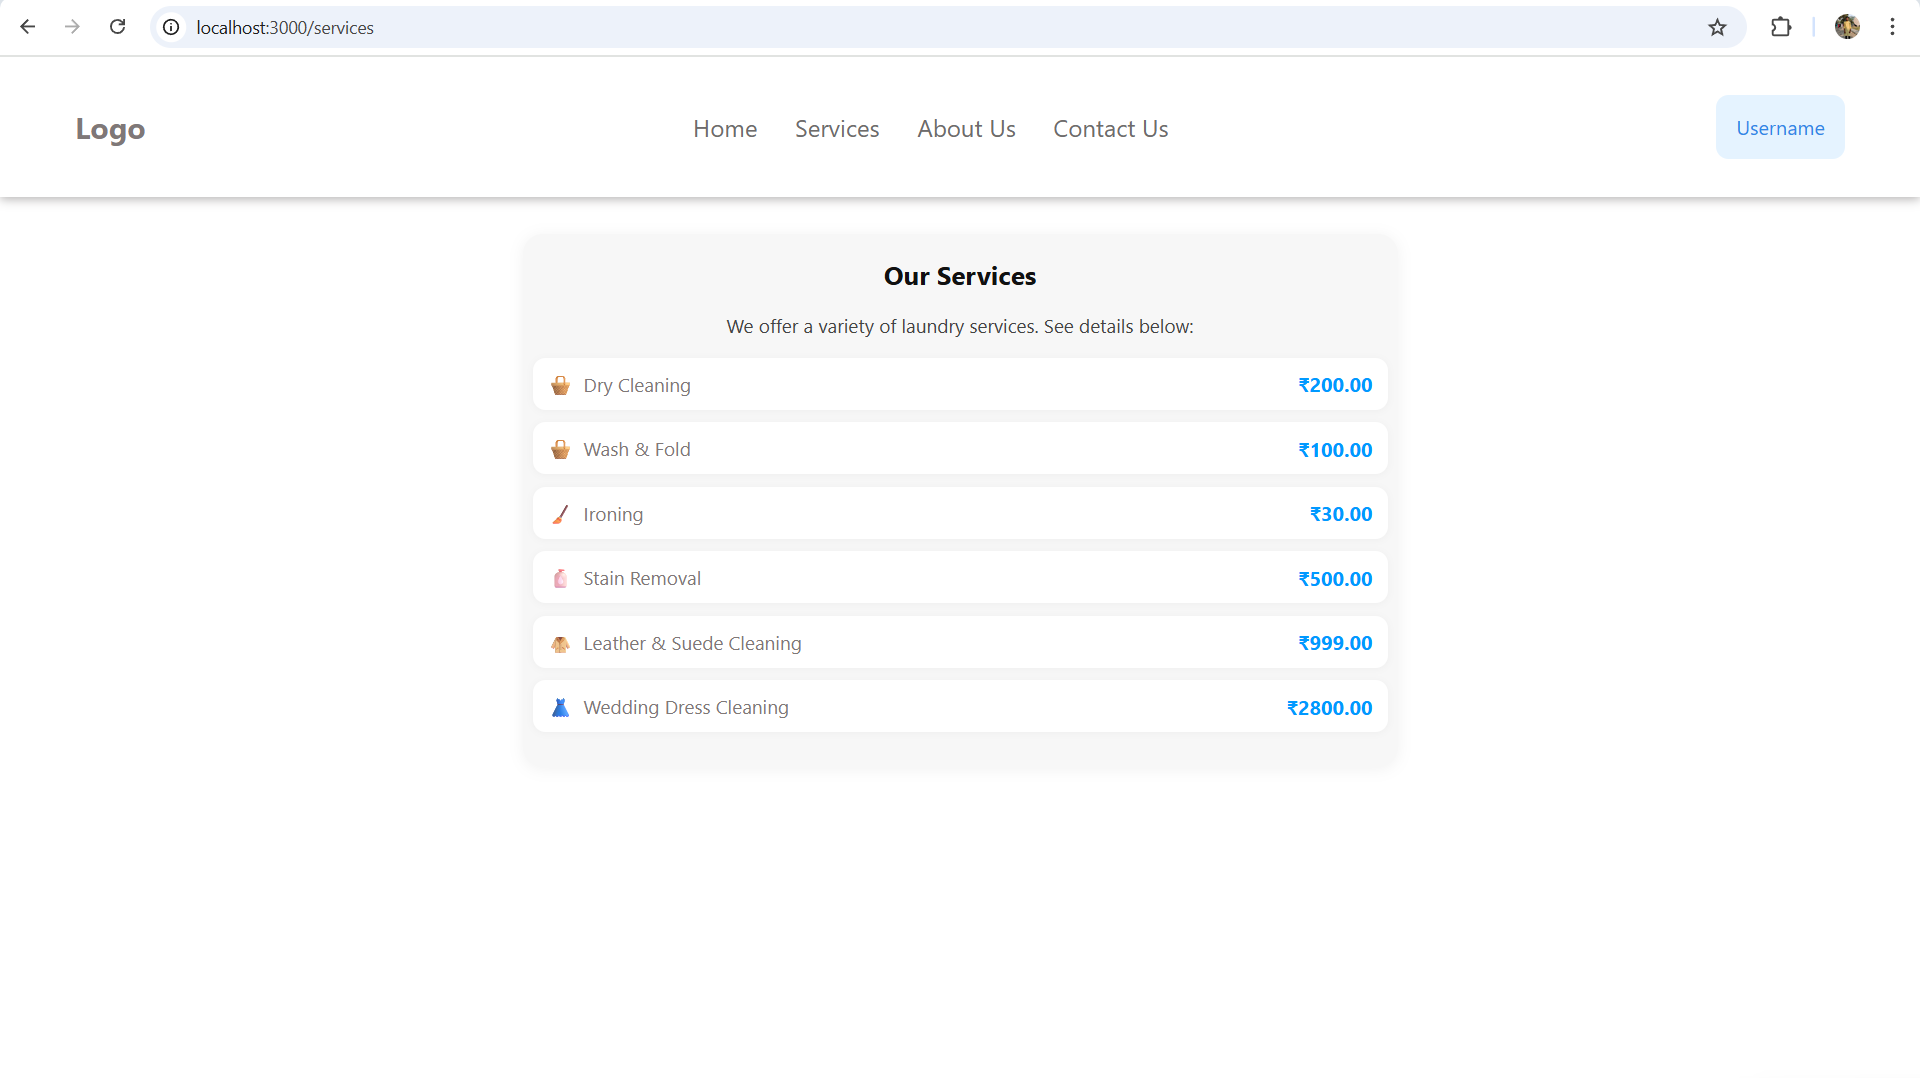 localhost:3000/services
Logo
Home Services About Us Contact Us
Username
Our Services
We offer a variety of laundry services. See details below:
Dry Cleaning ₹200.00
Wash & Fold ₹100.00
Ironing ₹30.00
Stain Removal ₹500.00
Leather & Suede Cleaning ₹999.00
Wedding Dress Cleaning ₹2800.00